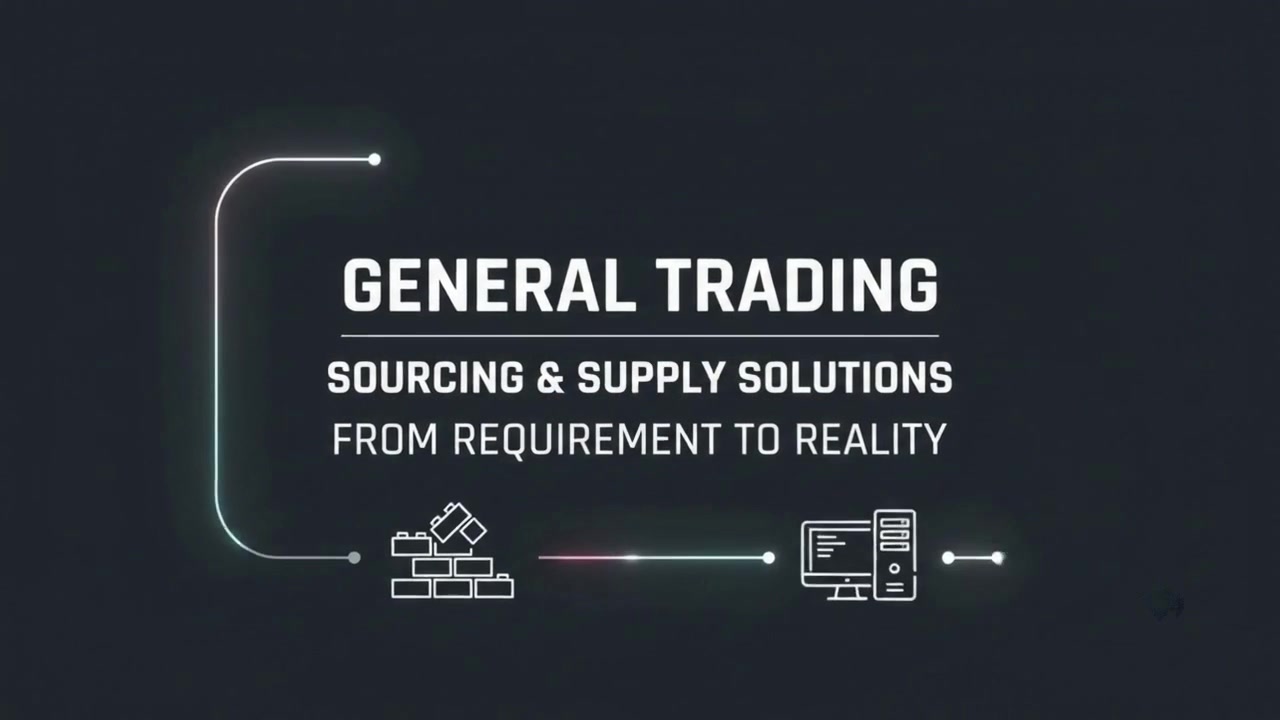 GENERAL TRADING
SOURCING & SUPPLY SOLUTIONS
FROM REQUIREMENT TO REALITY